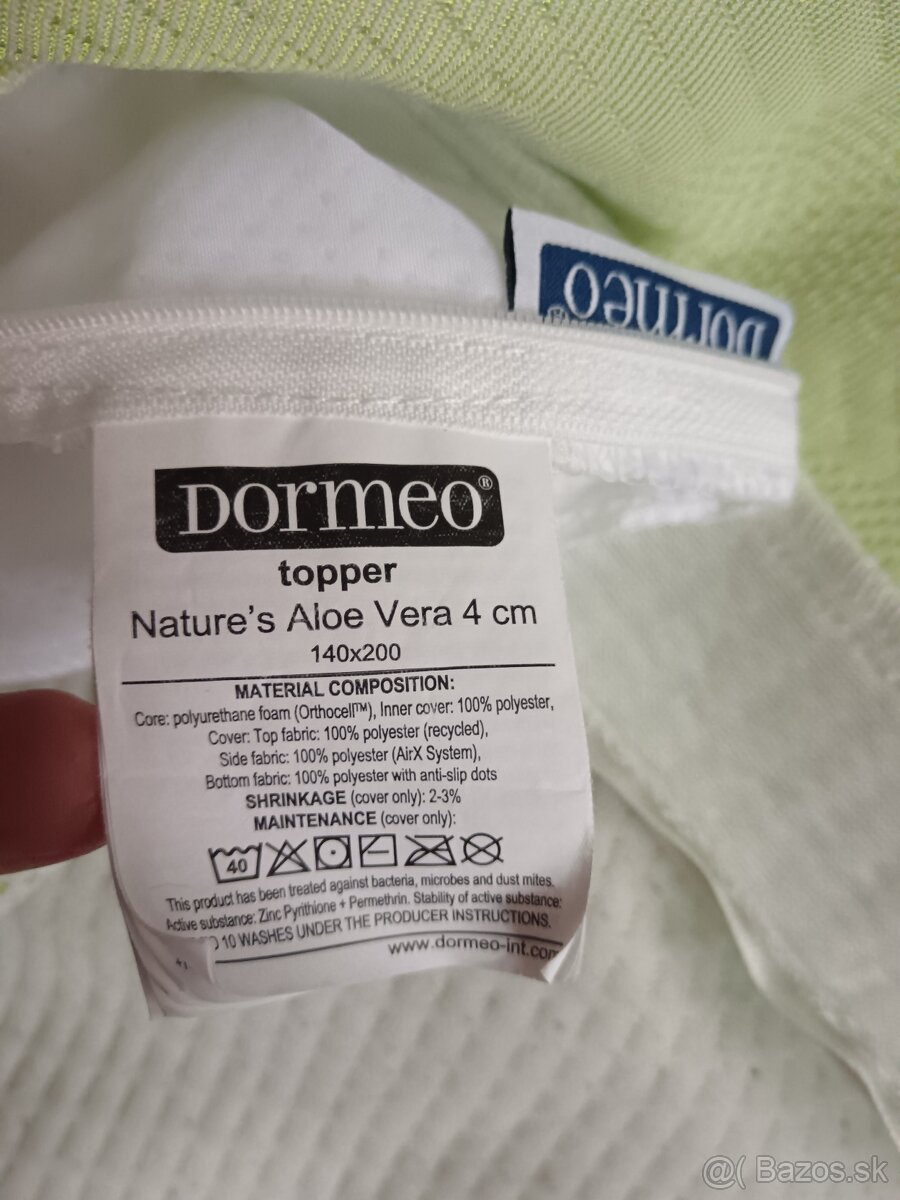 Dormeo®
Dormeo®
topper
Nature's Aloe Vera 4 cm
140x200
MATERIAL COMPOSITION:
Core: polyurethane foam (Orthocell™), Inner cover: 100% polyester,
Cover: Top fabric: 100% polyester (recycled),
Side fabric: 100% polyester (AirX System),
Bottom fabric: 100% polyester with anti-slip dots
SHRINKAGE (cover only): 2-3%
MAINTENANCE (cover only):
40
This product has been treated against bacteria, microbes and dust mites.
Active substance: Zinc Pyrithione + Permethrin. Stability of active substance:
10 WASHES UNDER THE PRODUCER INSTRUCTIONS.
www.dormeo-int.com
@( Bazos.sk